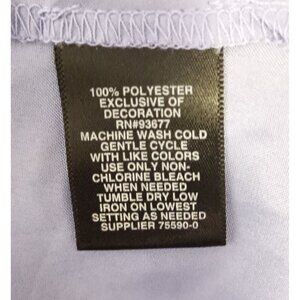 100% POLYESTER
EXCLUSIVE OF
DECORATION
RN#93677
MACHINE WASH COLD
GENTLE CYCLE
WITH LIKE COLORS
USE ONLY NON-
CHLORINE BLEACH
WHEN NEEDED
TUMBLE DRY LOW
IRON ON LOWEST
SETTING AS NEEDED
SUPPLIER 75590-0